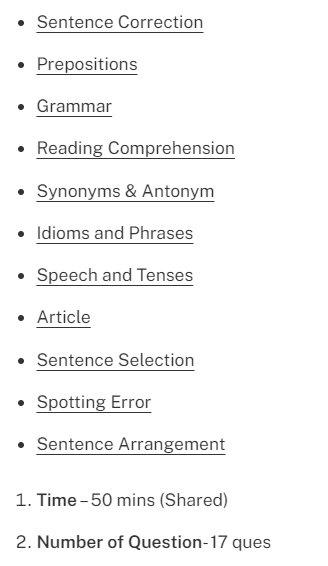 • Sentence Correction
• Prepositions
• Grammar
• Reading Comprehension
• Synonyms & Antonym
• Idioms and Phrases
• Speech and Tenses
• Article
• Sentence Selection
• Spotting Error
• Sentence Arrangement
1. Time – 50 mins (Shared)
2. Number of Question- 17 ques